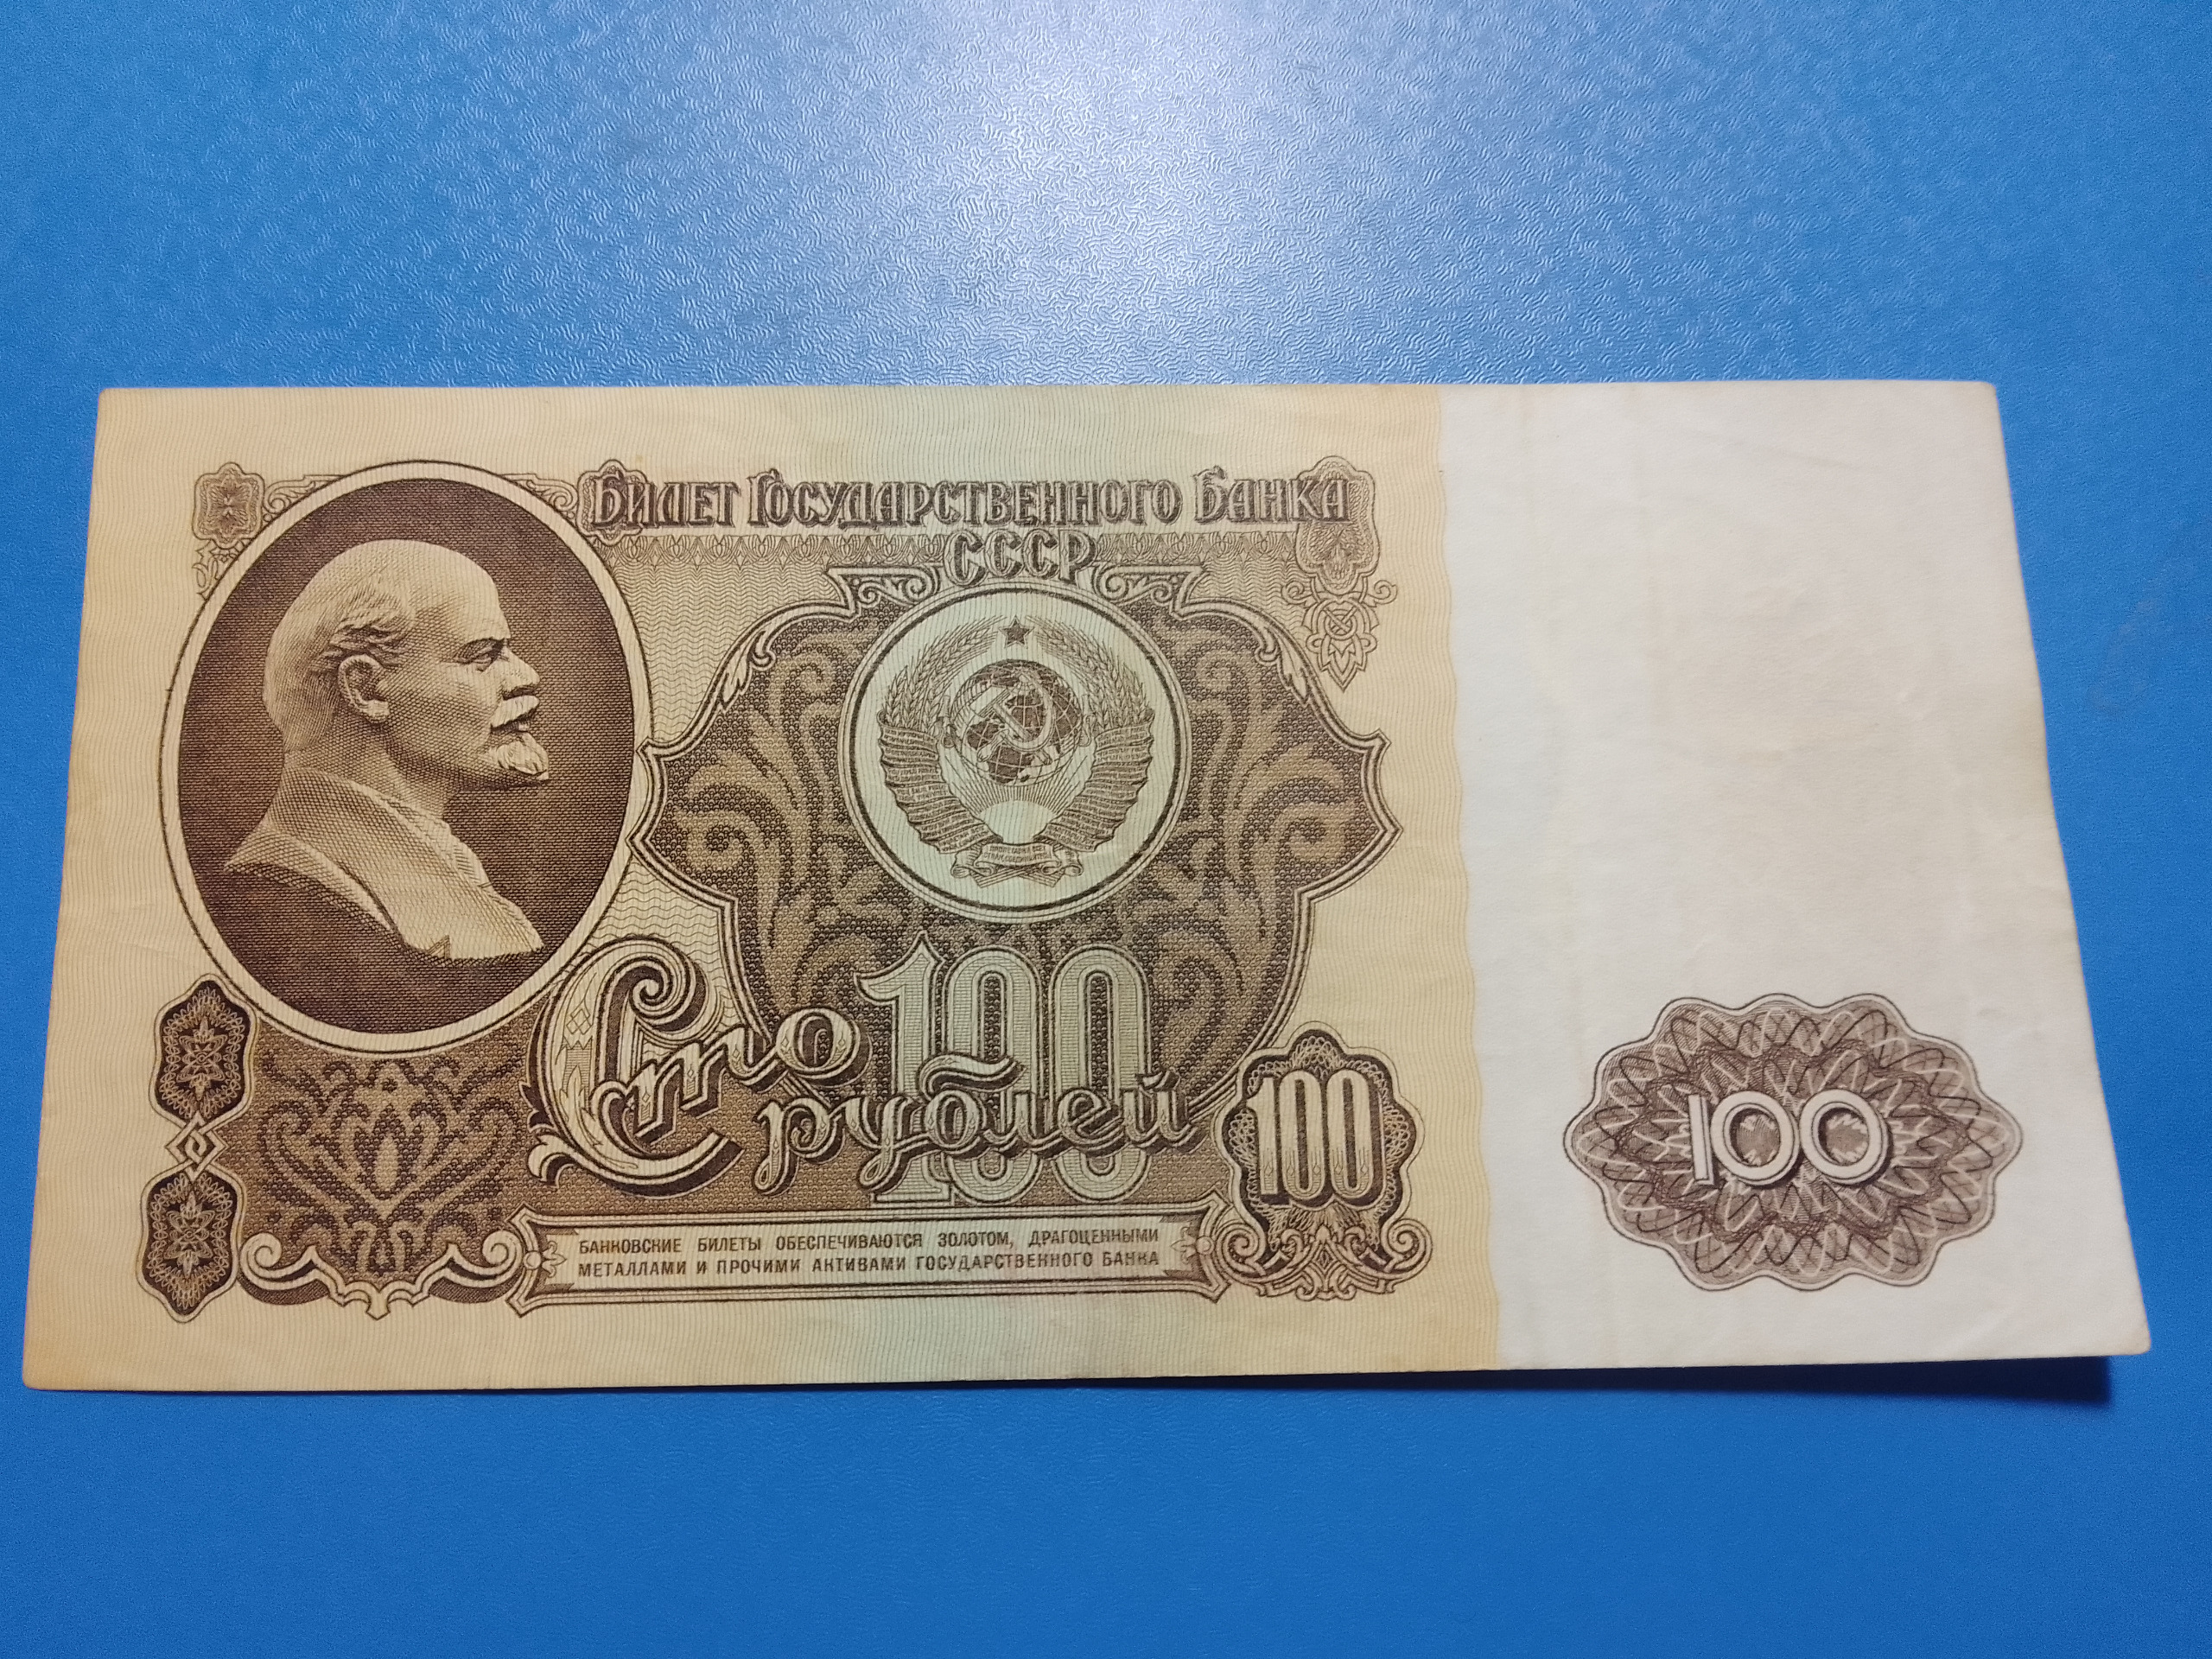 Билет Государственного Банка
СССР
100
Сто
рублей
100
100
БАНКОВСКИЕ БИЛЕТЫ ОБЕСПЕЧИВАЮТСЯ ЗОЛОТОМ, ДРАГОЦЕННЫМИ
МЕТАЛЛАМИ И ПРОЧИМИ АКТИВАМИ ГОСУДАРСТВЕННОГО БАНКА